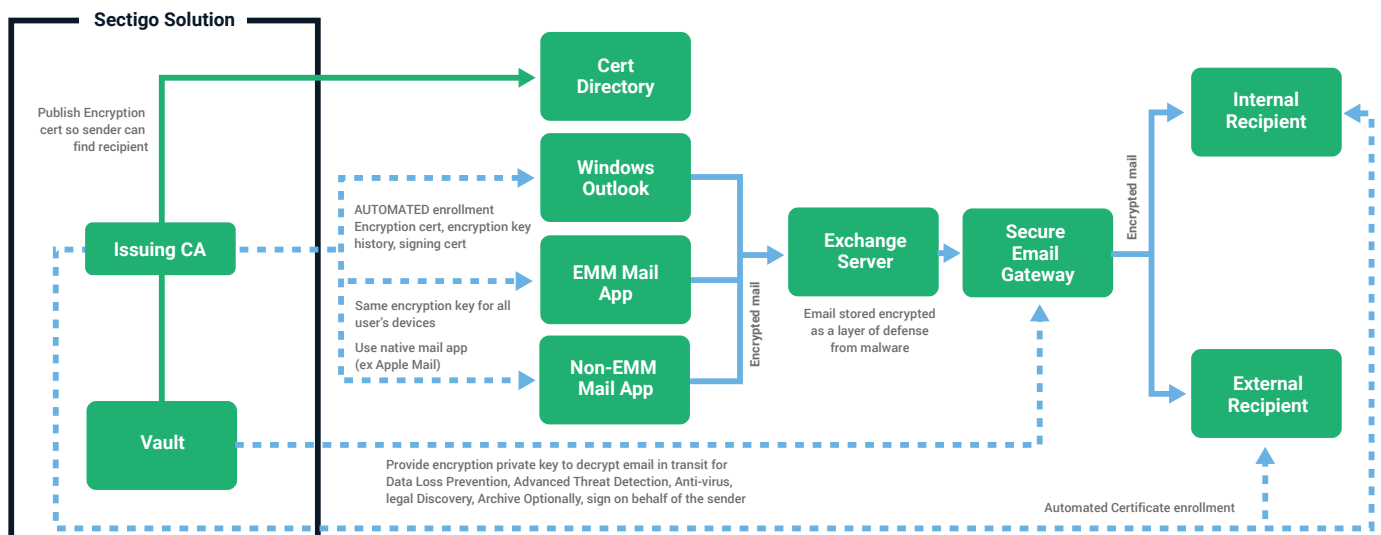 Sectigo Solution
Publish Encryption
cert so sender can
find recipient
Issuing CA
Vault
Cert
Directory
Windows
Outlook
AUTOMATED enrollment
Encryption cert, encryption key
history, signing cert
EMM Mail
App
Same encryption key for all
user's devices
Use native mail app
(ex Apple Mail)
Non-EMM
Mail App
Encrypted mail
Exchange
Server
Email stored encrypted
as a layer of defense
from malware
Secure
Email
Gateway
Encrypted mail
Internal
Recipient
External
Recipient
Provide encryption private key to decrypt email in transit for
Data Loss Prevention, Advanced Threat Detection, Anti-virus,
legal Discovery, Archive Optionally, sign on behalf of the sender
Automated Certificate enrollment